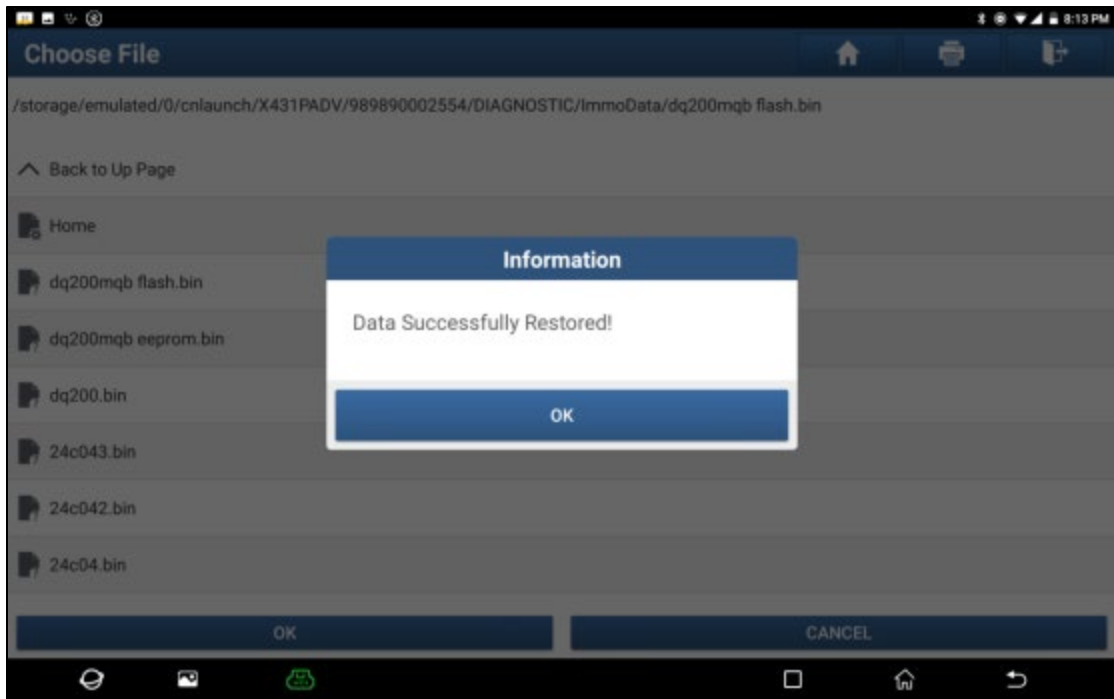 8:13 PM
Choose File
/storage/emulated/0/cnlaunch/X431PADV/989890002554/DIAGNOSTIC/ImmoData/dq200mqb flash.bin
Back to Up Page
Home
dq200mqb flash.bin
dq200mqb eeprom.bin
dq200.bin
24c043.bin
24c042.bin
24c04.bin
Information
Data Successfully Restored!
OK
OK
CANCEL